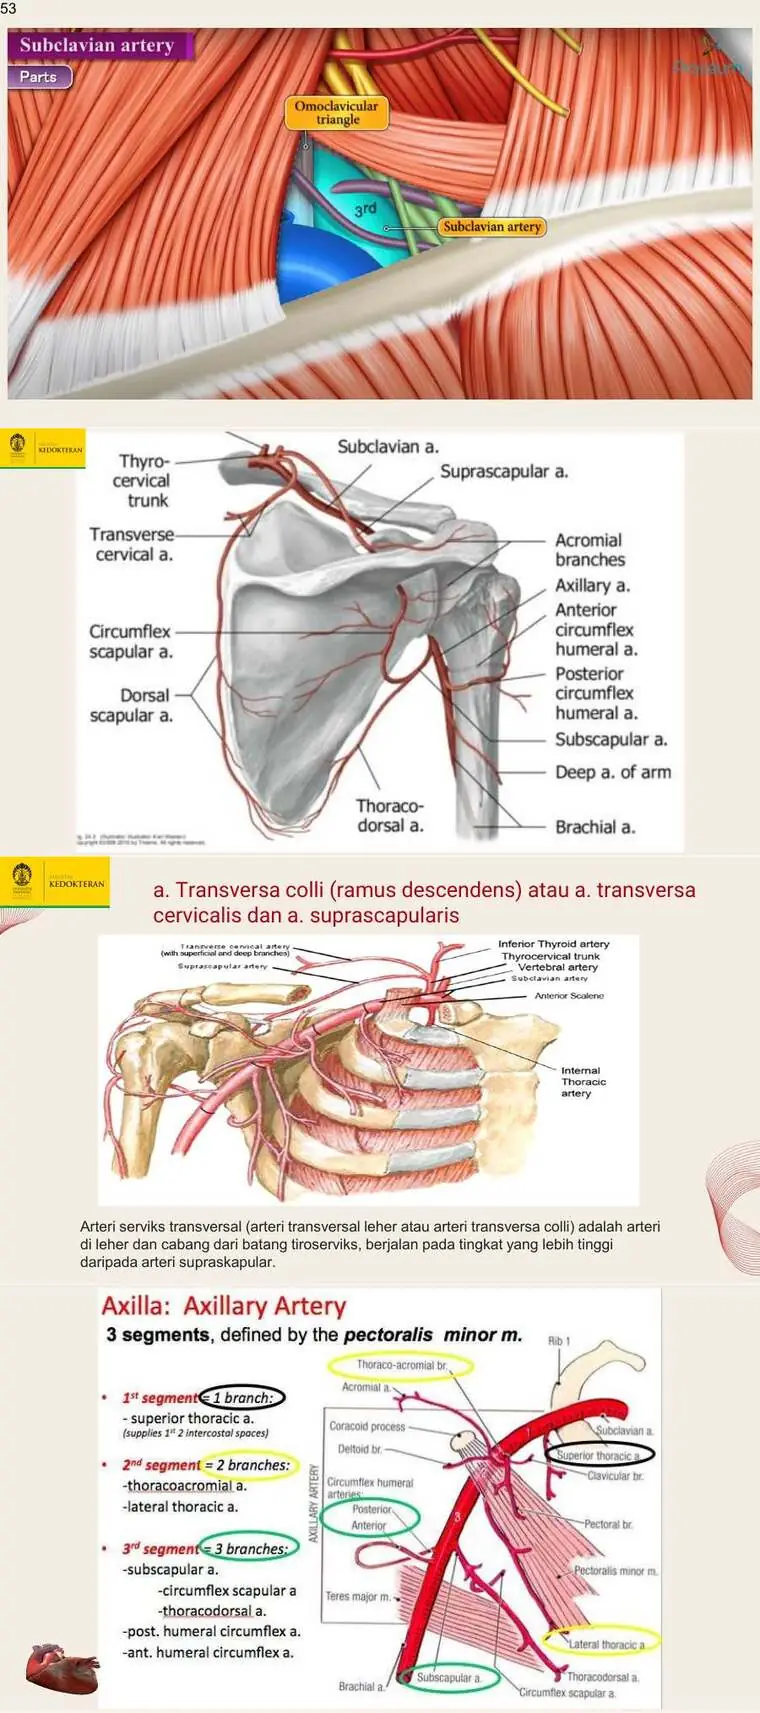 53
Subclavian artery
Parts
Omoclavicular
triangle
3rd
Subclavian artery
KEDOKTERAN
Thyro-
cervical
trunk
Subclavian a.
Suprascapular a.
Transverse
cervical a.
Acromial
branches
Axillary a.
Anterior
circumflex
humeral a.
Circumflex
scapular a.
Posterior
circumflex
humeral a.
Dorsal
scapular a.
Subscapular a.
Deep a. of arm
Thoraco-
dorsal a.
Brachial a.
KEDOKTERAN
a. Transversa colli (ramus descendens) atau a. transversa
cervicalis dan a. suprascapularis
Transverse cervical artery
(with superficial and deep branches)
Suprascapular artery
Inferior Thyroid artery
Thyrocervical trunk
Vertebral artery
Subclavian artery
Anterior Scalene
Internal
Thoracic
artery
Arteri serviks transversal (arteri transversal leher atau arteri transversa colli) adalah arteri
di leher dan cabang dari batang tiroserviks, berjalan pada tingkat yang lebih tinggi
daripada arteri supraskapular.
Axilla: Axillary Artery
3 segments, defined by the pectoralis minor m.
• 1st segment = 1 branch:
- superior thoracic a.
(supplies 1st 2 intercostal spaces)
• 2nd segment = 2 branches:
-thoracoacromial a.
-lateral thoracic a.
• 3rd segment = 3 branches:
-subscapular a.
-circumflex scapular a
-thoracodorsal a.
-post. humeral circumflex a.
-ant. humeral circumflex a.
Rib 1
Thoraco-acromial br.
Acromial a.
Coracoid process
Deltoid br.
Subclavian a.
Superior thoracic a.
Clavicular br.
AXILLARY ARTERY
Circumflex humeral
arteries:
Posterior
Anterior
1
3
Pectoral br.
Pectoralis minor m.
Teres major m.
Lateral thoracic a.
Brachial a.
Subscapular a.
Thoracodorsal a.
Circumflex scapular a.